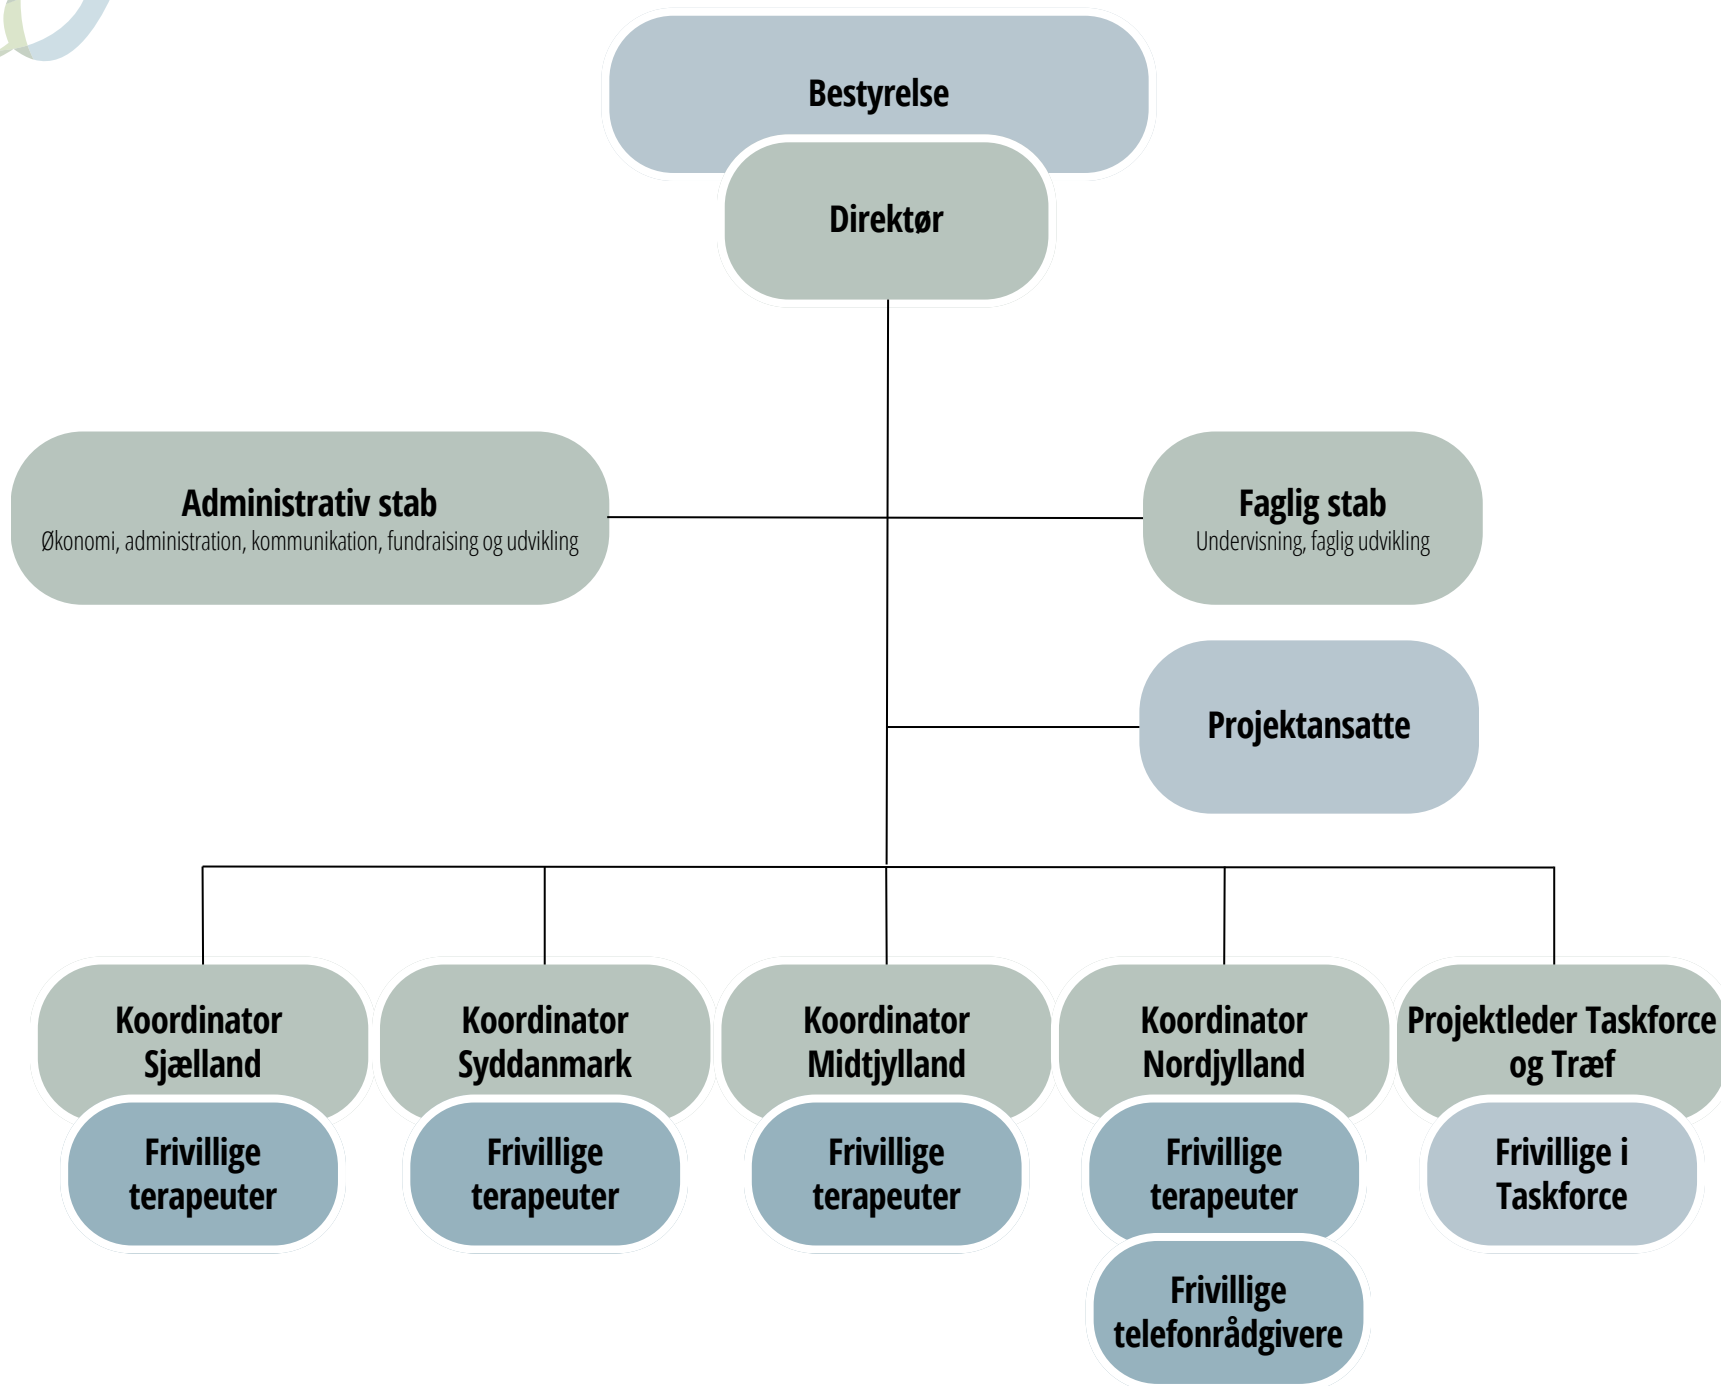 Bestyrelse
Direktør
Administrativ stab
Økonomi, administration, kommunikation, fundraising og udvikling
Faglig stab
Undervisning, faglig udvikling
Projektansatte
Koordinator
Sjælland
Frivillige
terapeuter
Koordinator
Syddanmark
Frivillige
terapeuter
Koordinator
Midtjylland
Frivillige
terapeuter
Koordinator
Nordjylland
Frivillige
terapeuter
Frivillige
telefonrådgivere
Projektleder Taskforce
og Træf
Frivillige i
Taskforce